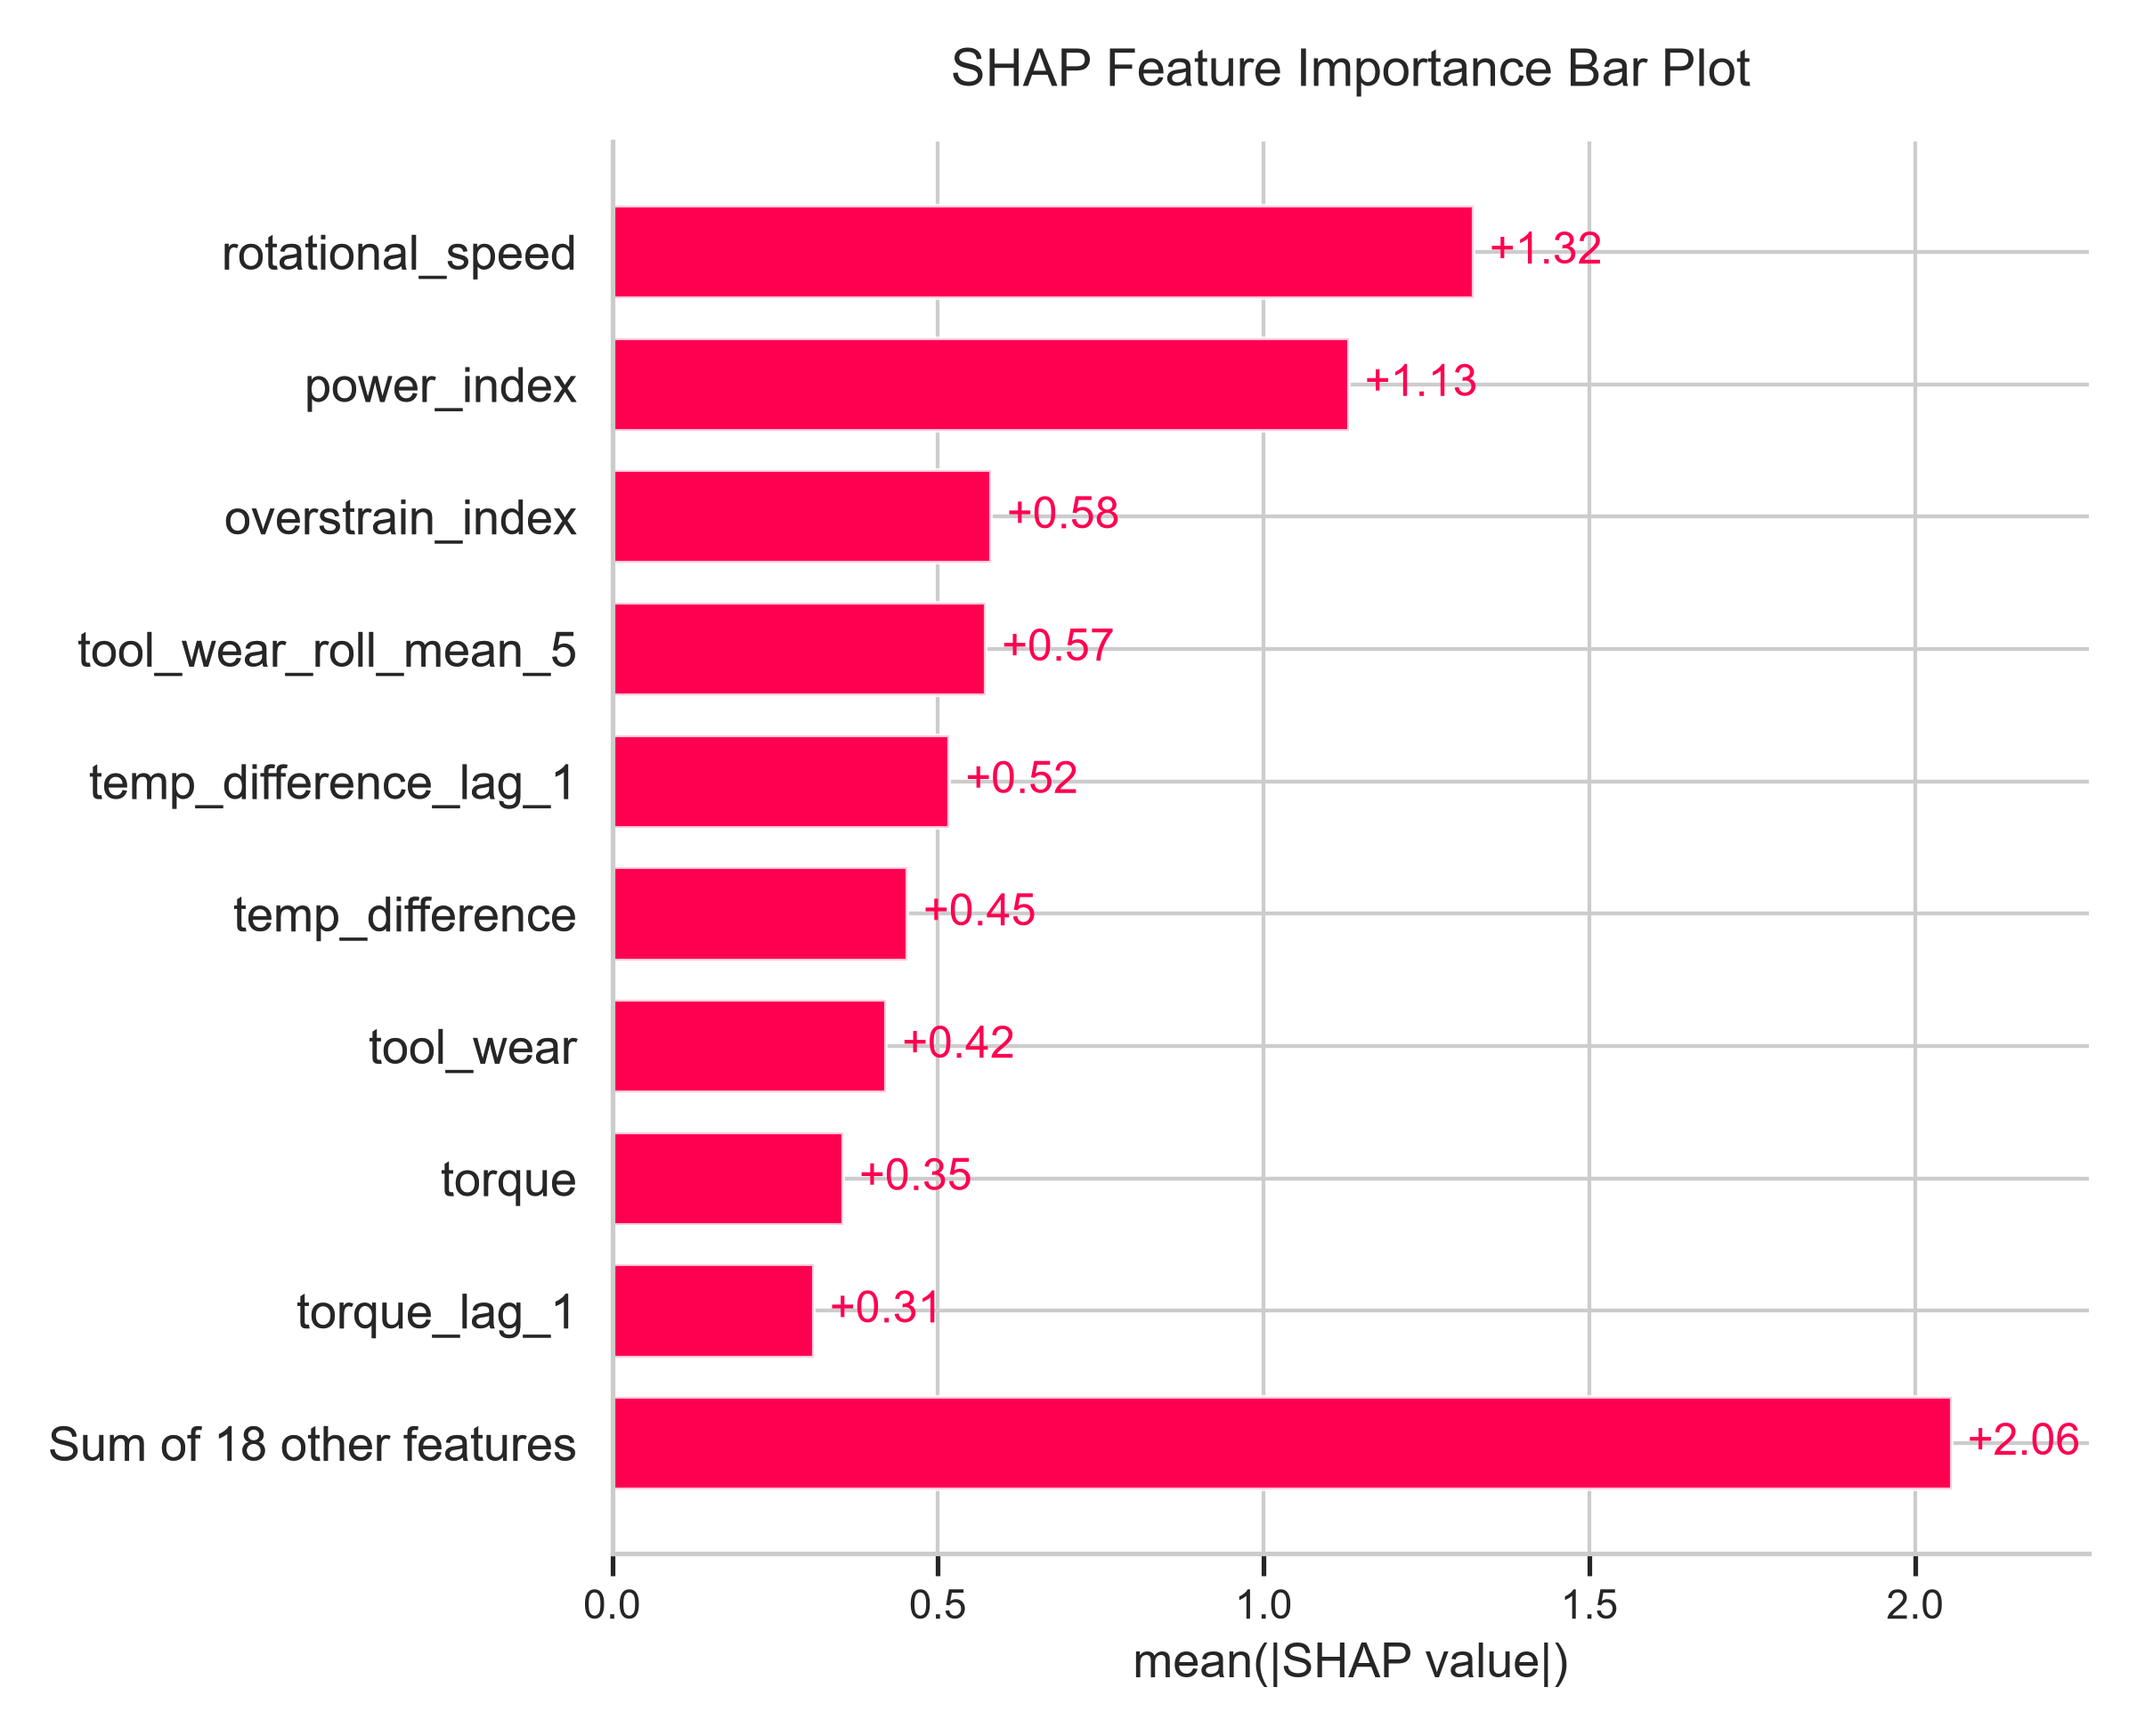 SHAP Feature Importance Bar Plot
rotational_speed +1.32
power_index +1.13
overstrain_index +0.58
tool_wear_roll_mean_5 +0.57
temp_difference_lag_1 +0.52
temp_difference +0.45
tool_wear +0.42
torque +0.35
torque_lag_1 +0.31
Sum of 18 other features +2.06
0.0 0.5 1.0 1.5 2.0
mean(|SHAP value|)